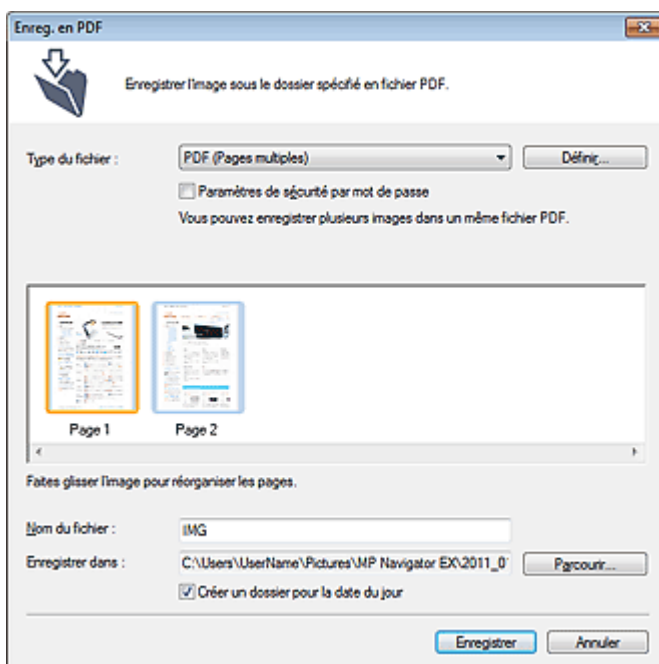 Enreg. en PDF
Enregistrer l'image sous le dossier spécifié en fichier PDF.
Type du fichier :
PDF (Pages multiples)
Définir...
Paramètres de sécurité par mot de passe
Vous pouvez enregistrer plusieurs images dans un même fichier PDF.
Page 1
Page 2
Faites glisser l'image pour réorganiser les pages.
Nom du fichier :
IMG
Enregistrer dans :
C:\Users\UserName\Pictures\MP Navigator EX\2011_0
Parcourir...
Créer un dossier pour la date du jour
Enregistrer
Annuler